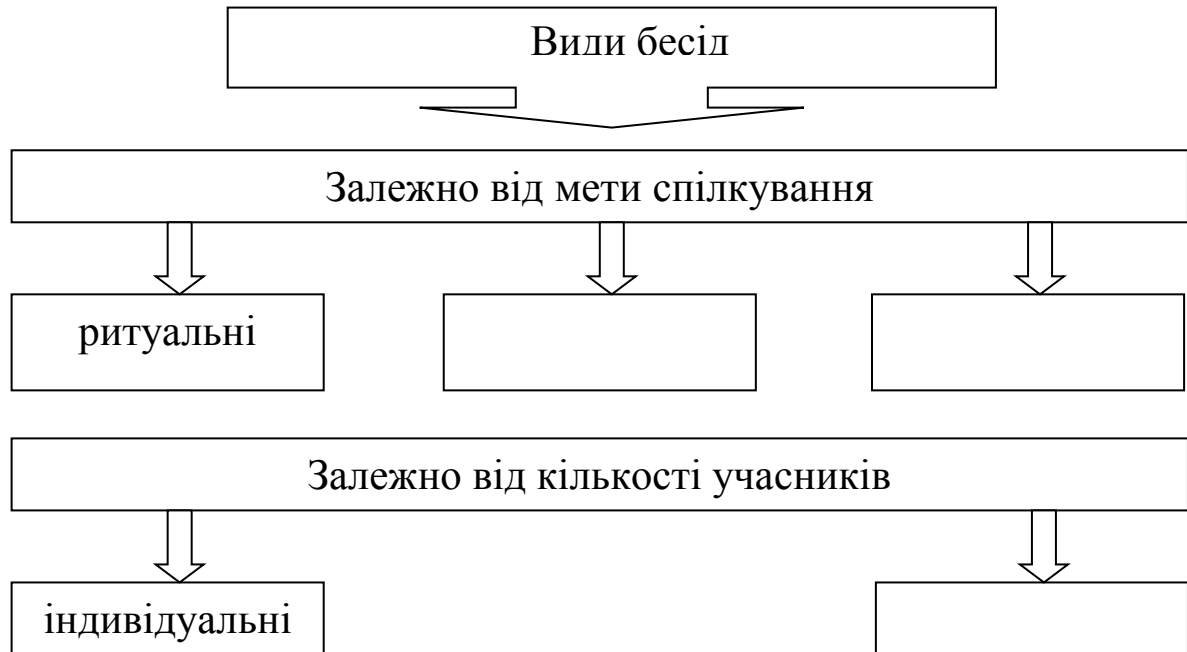 Види бесід
Залежно від мети спілкування
ритуальні
Залежно від кількості учасників
індивідуальні